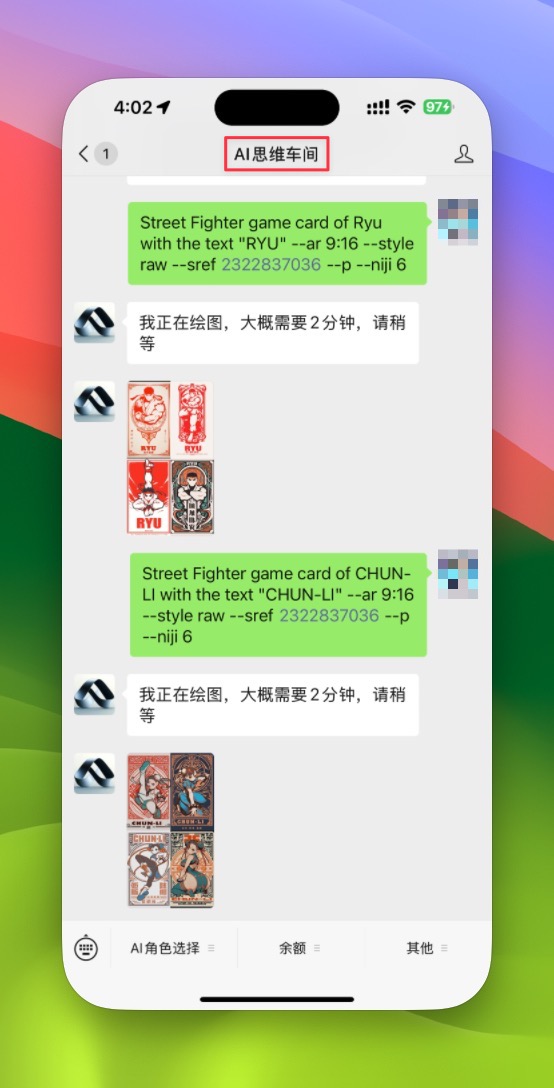 4:02
97
1
AI思维车间
Street Fighter game card of Ryu
with the text "RYU" --ar 9:16 --style
raw --sref 2322837036 --p --niji 6
我正在绘图，大概需要2分钟，请稍
等
RYU
RYU
RYU
Street Fighter game card of CHUN-
LI with the text "CHUN-LI" --ar 9:16
--style raw --sref 2322837036 --p
--niji 6
我正在绘图，大概需要2分钟，请稍
等
CHUN-LI
CHUN-LI
CHUN-LI
AI角色选择
余额
其他